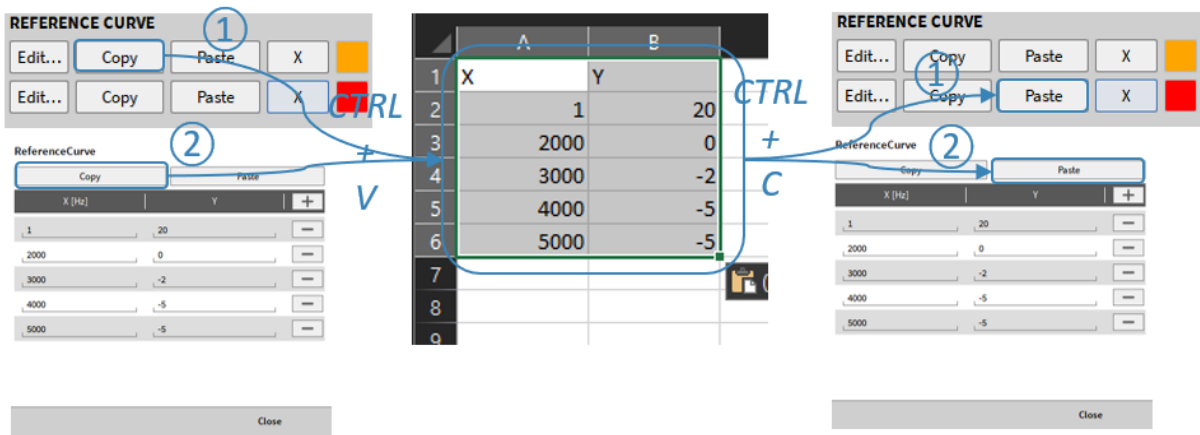 REFERENCE CURVE
1
Edit... Copy Paste X
Edit... Copy Paste X
2
ReferenceCurve
Copy Paste
X [Hz] Y +
1 20 —
2000 0 —
3000 -2 —
4000 -5 —
5000 -5 —
Close
CTRL
+
V
A B
1 X Y
2 1 20
3 2000 0
4 3000 -2
5 4000 -5
6 5000 -5
7
8
9
CTRL
+
C
REFERENCE CURVE
Edit... Copy Paste X
1
Edit... Copy Paste X
2
ReferenceCurve
Copy Paste
X [Hz] Y +
1 20 —
2000 0 —
3000 -2 —
4000 -5 —
5000 -5 —
Close